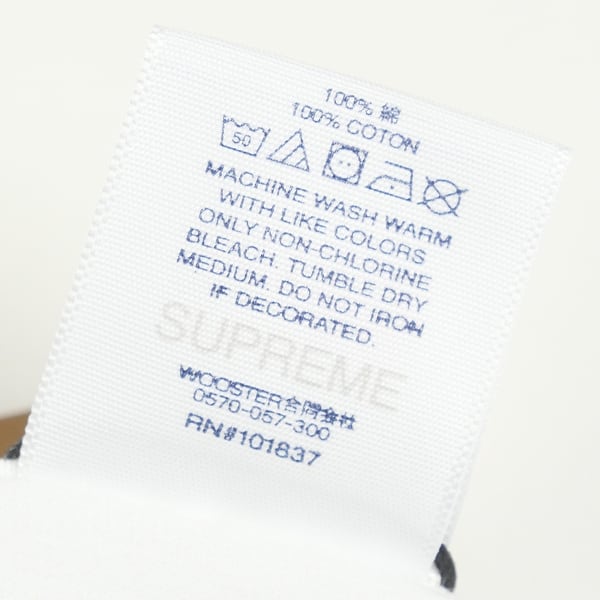 100% 綿
100% COTON
50
MACHINE WASH WARM
WITH LIKE COLORS
ONLY NON-CHLORINE
BLEACH. TUMBLE DRY
MEDIUM. DO NOT IRON
IF DECORATED.
SUPREME
WOOSTER合同会社
0570-057-300
RN#101837